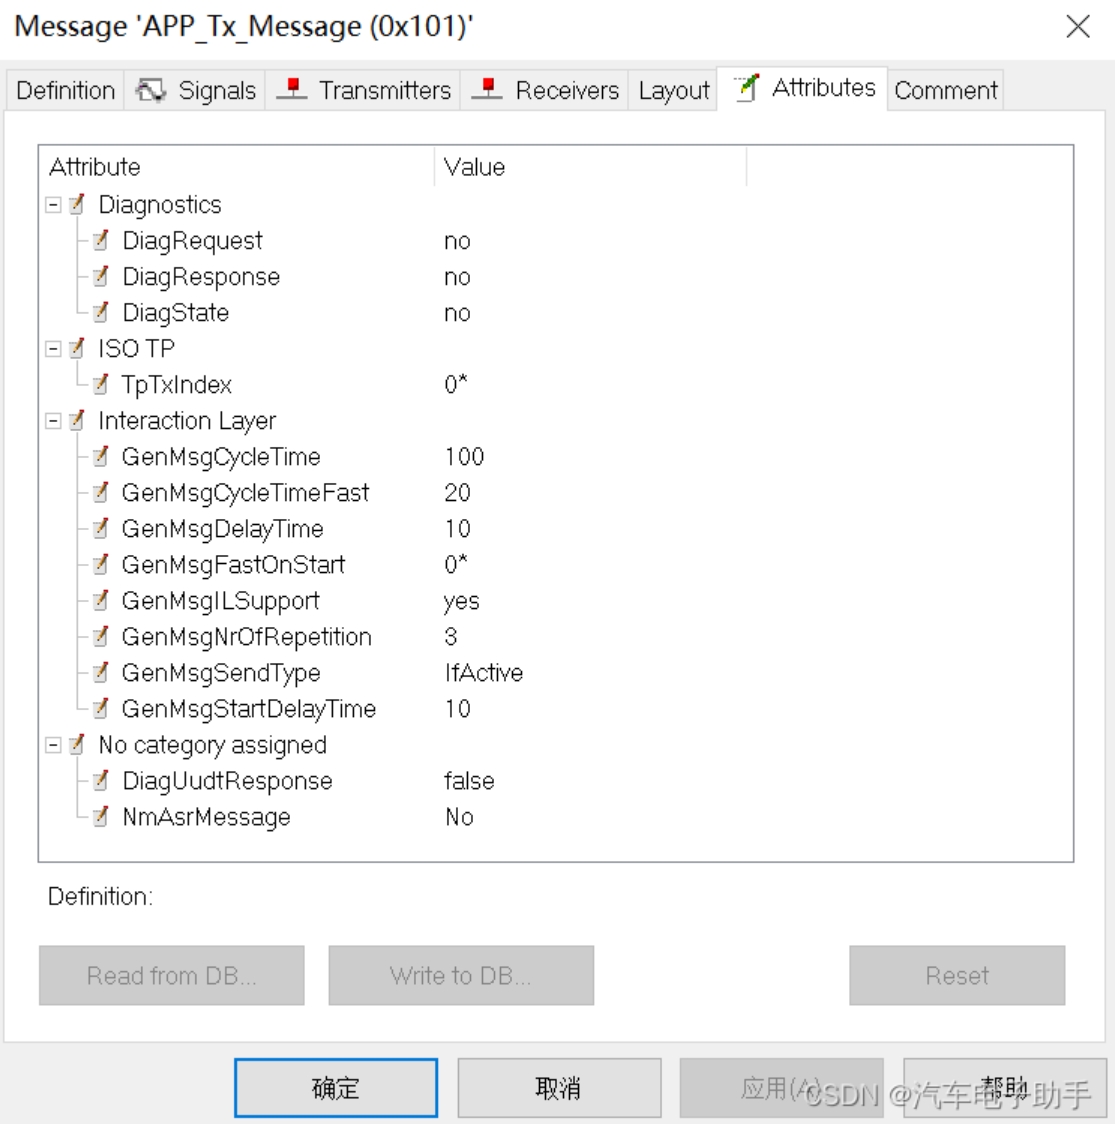 Message 'APP_Tx_Message (0x101)'
Definition Signals Transmitters Receivers Layout Attributes Comment
Attribute Value
Diagnostics
DiagRequest no
DiagResponse no
DiagState no
ISO TP
TpTxIndex 0*
Interaction Layer
GenMsgCycleTime 100
GenMsgCycleTimeFast 20
GenMsgDelayTime 10
GenMsgFastOnStart 0*
GenMsgILSupport yes
GenMsgNrOfRepetition 3
GenMsgSendType IfActive
GenMsgStartDelayTime 10
No category assigned
DiagUudtResponse false
NmAsrMessage No
Definition:
Read from DB... Write to DB... Reset
确定 取消 应用(A) 帮助
CSDN @汽车电子助手